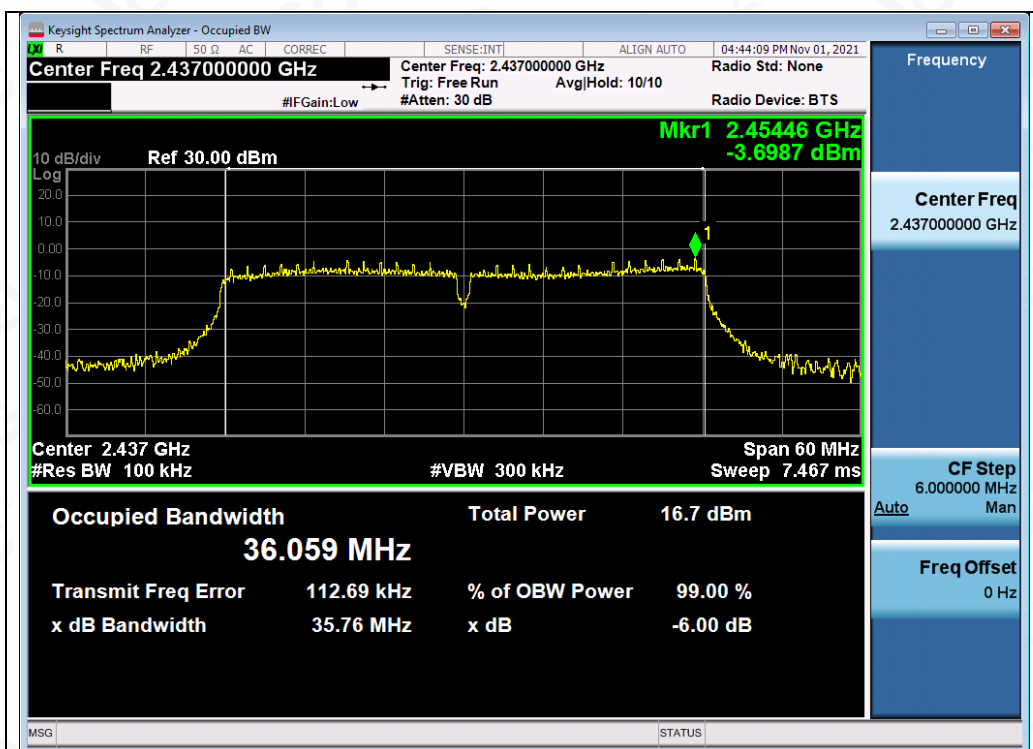 Keysight Spectrum Analyzer - Occupied BW
LXI R RF 50 Ω AC CORREC SENSE:INT ALIGN AUTO 04:44:09 PM Nov 01, 2021
Center Freq 2.437000000 GHz
Center Freq: 2.437000000 GHz
Radio Std: None
Trig: Free Run Avg|Hold: 10/10
#IFGain:Low
#Atten: 30 dB
Radio Device: BTS
Frequency
Mkr1 2.45446 GHz
-3.6987 dBm
10 dB/div Ref 30.00 dBm
Log
20.0
10.0
0.00
-10.0
-20.0
-30.0
-40.0
-50.0
-60.0
1
Center 2.437 GHz Span 60 MHz
#Res BW 100 kHz #VBW 300 kHz Sweep 7.467 ms
Occupied Bandwidth
36.059 MHz
Total Power 16.7 dBm
Transmit Freq Error 112.69 kHz % of OBW Power 99.00 %
x dB Bandwidth 35.76 MHz x dB -6.00 dB
Center Freq
2.437000000 GHz
CF Step
6.000000 MHz
Auto Man
Freq Offset
0 Hz
MSG STATUS